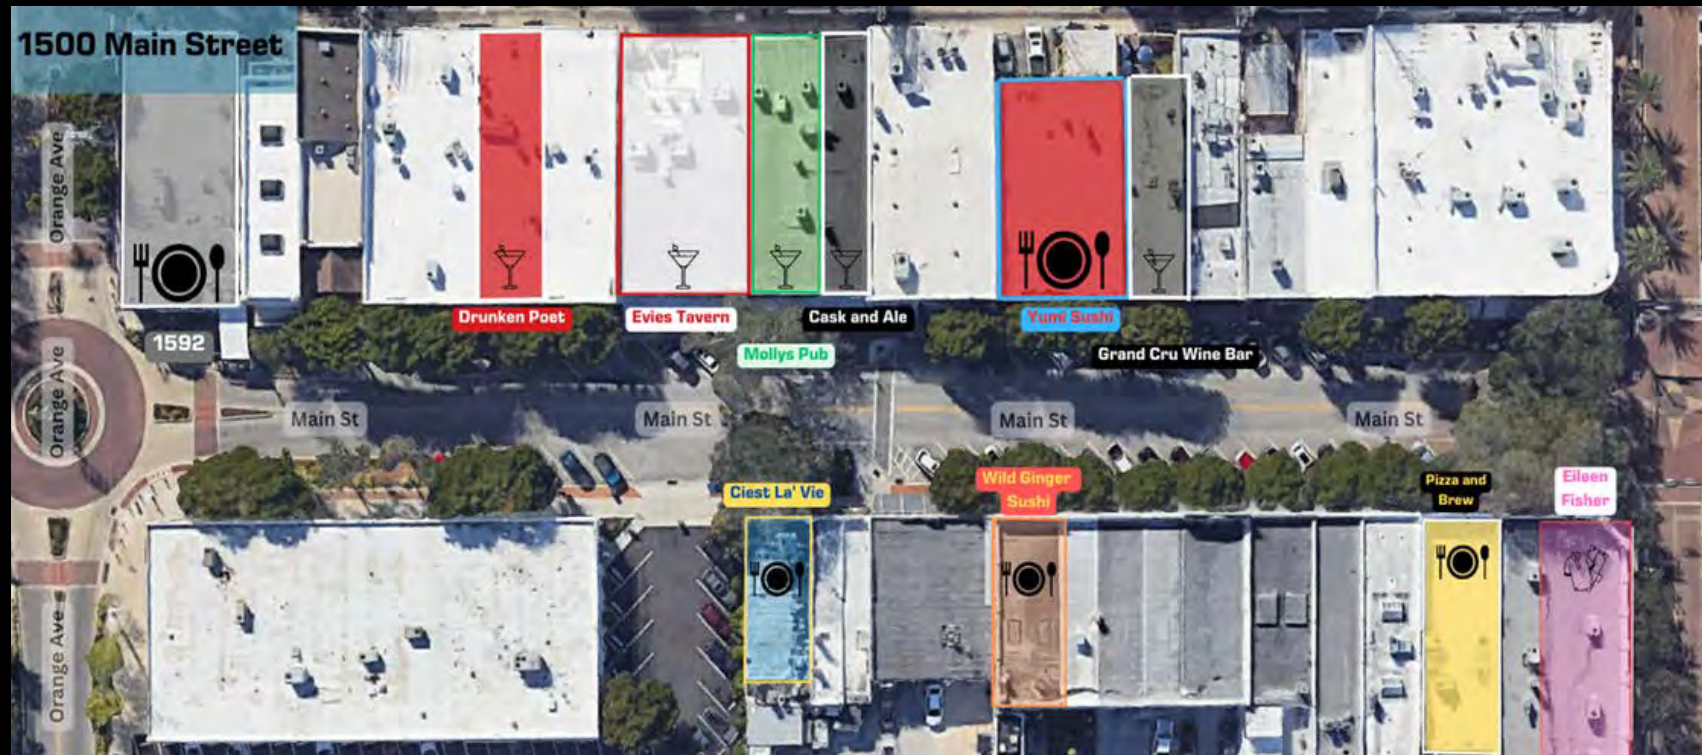 1500 Main Street
Orange Ave
Drunken Poet
Evies Tavern
Cask and Ale
Yumi Sushi
1592
Mollys Pub
Grand Cru Wine Bar
Orange Ave
Main St
Main St
Main St
Main St
Ciest La' Vie
Wild Ginger
Sushi
Pizza and
Brew
Eileen
Fisher
Orange Ave